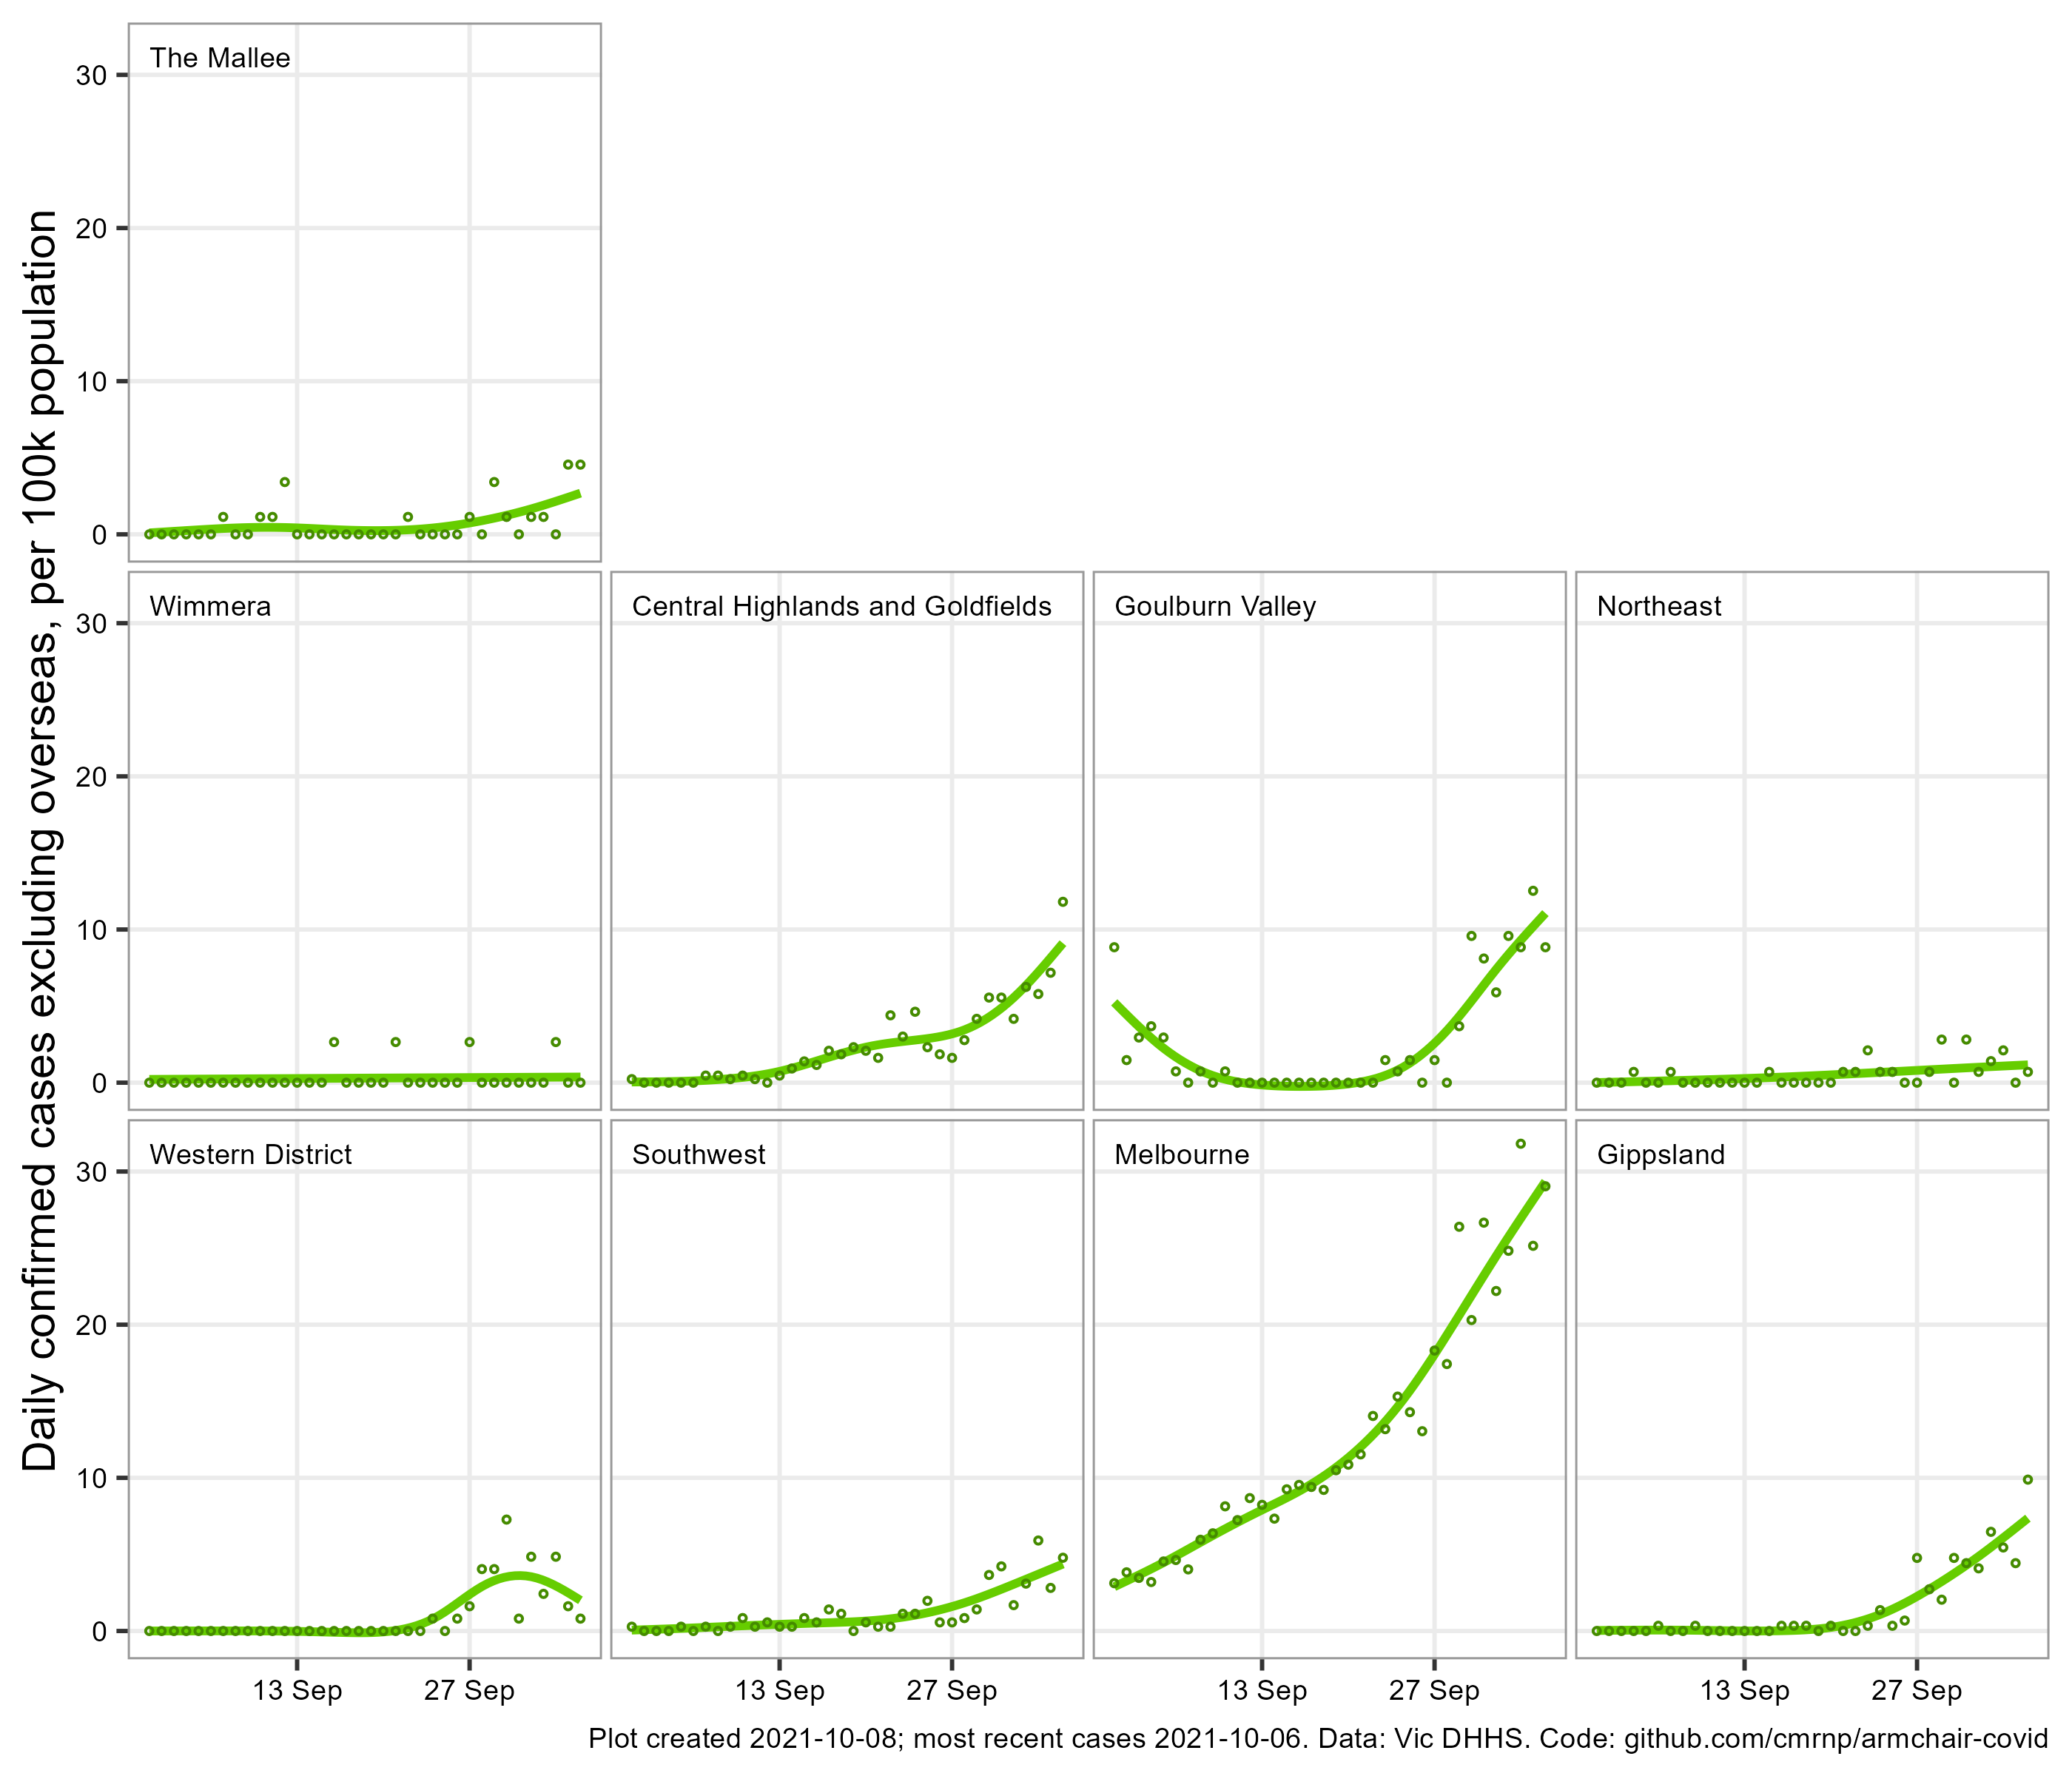 Daily confirmed cases excluding overseas, per 100k population
The Mallee
30
20
10
0
Wimmera
Central Highlands and Goldfields
Goulburn Valley
Northeast
30
20
10
0
Western District
Southwest
Melbourne
Gippsland
30
20
10
0
13 Sep
27 Sep
13 Sep
27 Sep
13 Sep
27 Sep
13 Sep
27 Sep
Plot created 2021-10-08; most recent cases 2021-10-06. Data: Vic DHHS. Code: github.com/cmrnp/armchair-covid